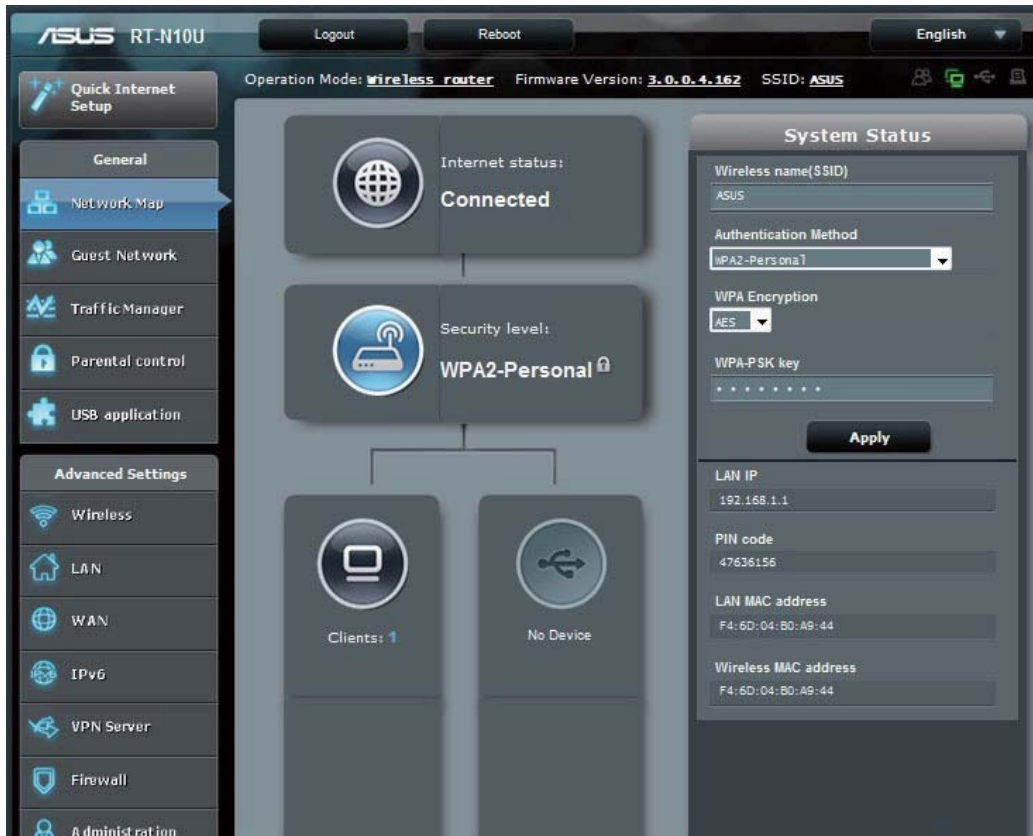 ASUS RT-N10U
Logout
Reboot
English
Quick Internet Setup
Operation Mode: Wireless router Firmware Version: 3.0.0.4.162 SSID: ASUS
General
Network Map
Guest Network
Traffic Manager
Parental control
USB application
Advanced Settings
Wireless
LAN
WAN
IPv6
VPN Server
Firewall
Administration
Internet status:
Connected
Security level:
WPA2-Personal
Clients: 1
No Device
System Status
Wireless name(SSID)
ASUS
Authentication Method
WPA2-Personal
WPA Encryption
AES
WPA-PSK key
• • • • • • • •
Apply
LAN IP
192.168.1.1
PIN code
47636156
LAN MAC address
F4:6D:04:B0:A9:44
Wireless MAC address
F4:6D:04:B0:A9:44